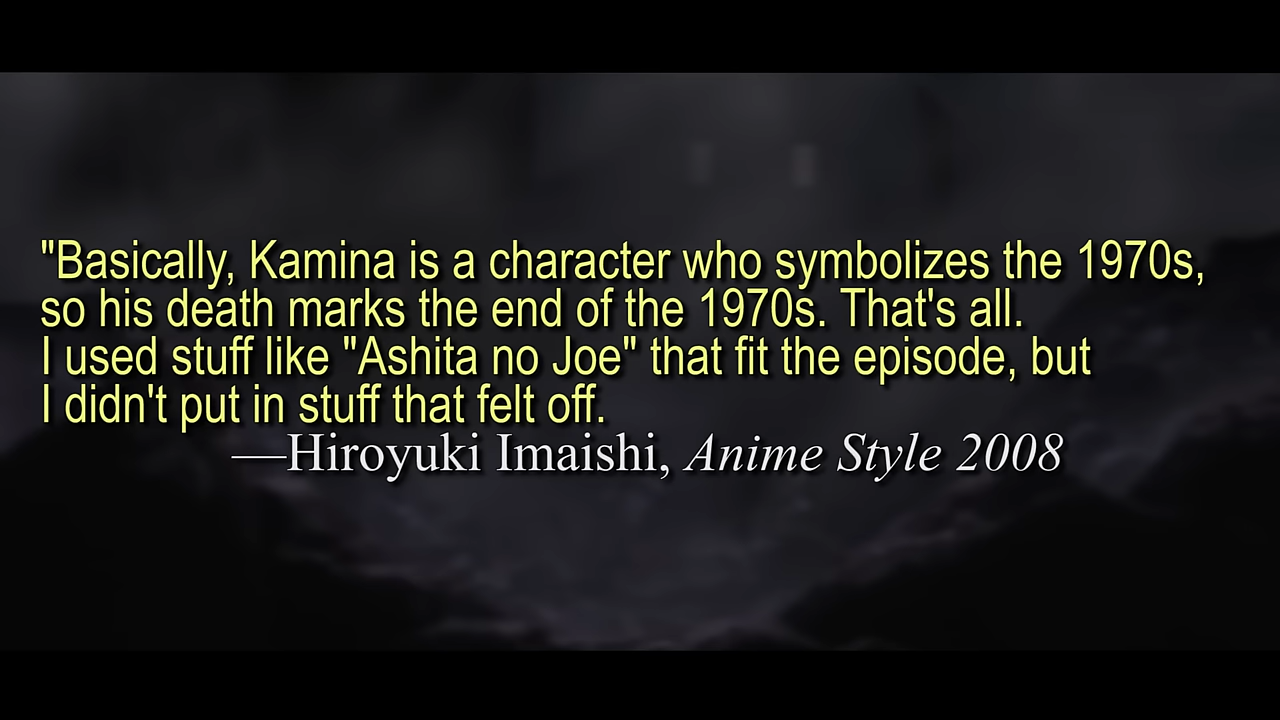 "Basically, Kamina is a character who symbolizes the 1970s,
so his death marks the end of the 1970s. That's all.
I used stuff like "Ashita no Joe" that fit the episode, but
I didn't put in stuff that felt off.
—Hiroyuki Imaishi, Anime Style 2008